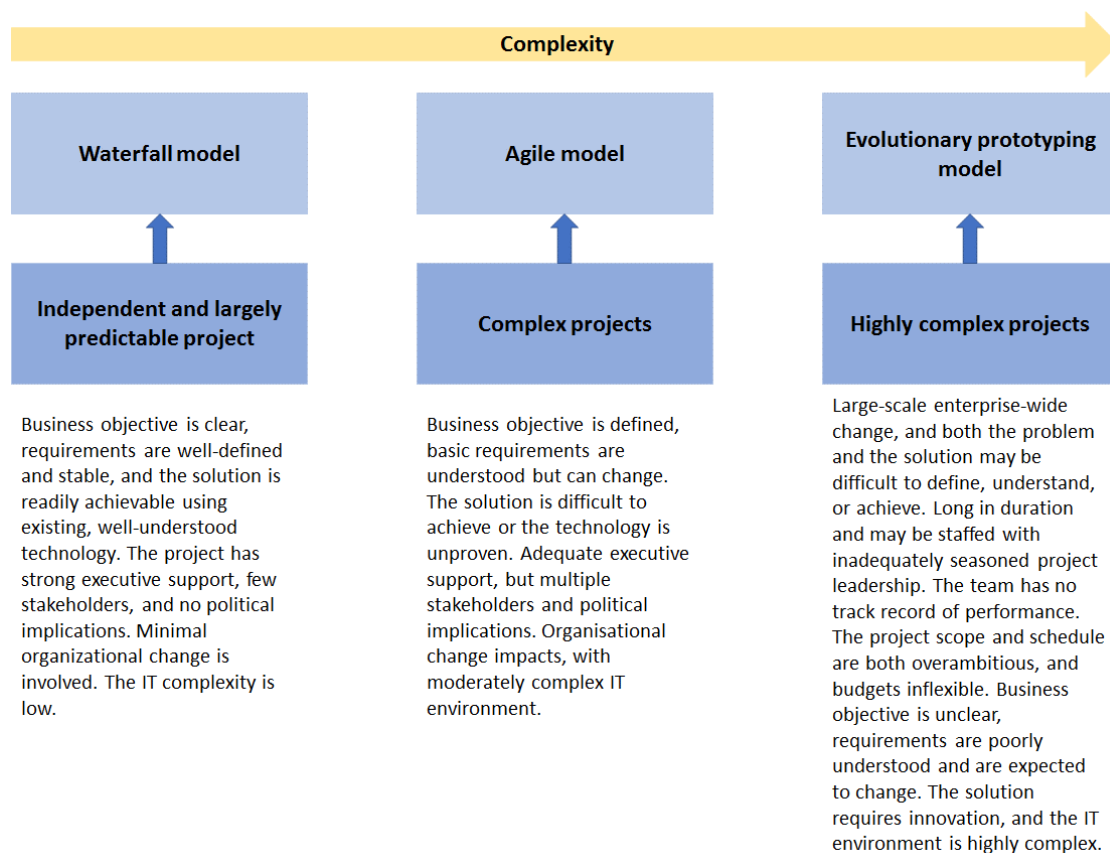 Complexity
Waterfall model
Agile model
Evolutionary prototyping
model
Independent and largely
predictable project
Complex projects
Highly complex projects
Business objective is clear,
requirements are well-defined
and stable, and the solution is
readily achievable using
existing, well-understood
technology. The project has
strong executive support, few
stakeholders, and no political
implications. Minimal
organizational change is
involved. The IT complexity is
low.
Business objective is defined,
basic requirements are
understood but can change.
The solution is difficult to
achieve or the technology is
unproven. Adequate executive
support, but multiple
stakeholders and political
implications. Organisational
change impacts, with
moderately complex IT
environment.
Large-scale enterprise-wide
change, and both the problem
and the solution may be
difficult to define, understand,
or achieve. Long in duration
and may be staffed with
inadequately seasoned project
leadership. The team has no
track record of performance.
The project scope and schedule
are both overambitious, and
budgets inflexible. Business
objective is unclear,
requirements are poorly
understood and are expected
to change. The solution
requires innovation, and the IT
environment is highly complex.